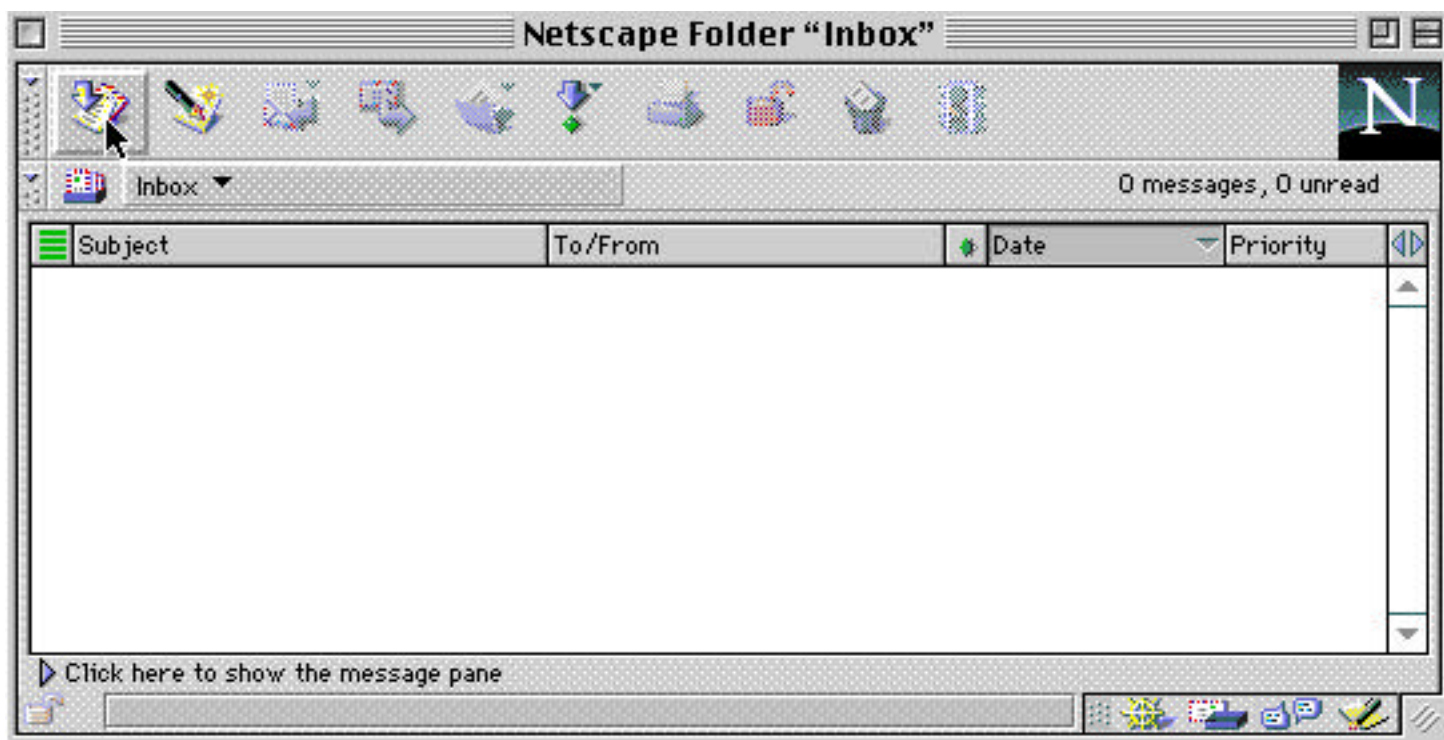 Netscape Folder “Inbox”
N
Inbox
0 messages, 0 unread
Subject To/From Date Priority
Click here to show the message pane